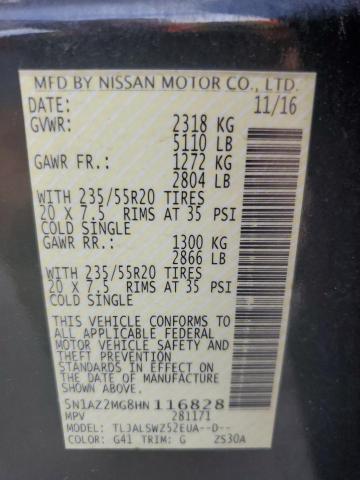 MFD BY NISSAN MOTOR CO., LTD.
DATE: 11/16
GVWR: 2318 KG
5110 LB
GAWR FR.: 1272 KG
2804 LB
WITH 235/55R20 TIRES
20 X 7.5 RIMS AT 35 PSI
COLD SINGLE
GAWR RR.: 1300 KG
2866 LB
WITH 235/55R20 TIRES
20 X 7.5 RIMS AT 35 PSI
COLD SINGLE
THIS VEHICLE CONFORMS TO
ALL APPLICABLE FEDERAL
MOTOR VEHICLE SAFETY AND
AND THEFT PREVENTION
STANDARDS IN EFFECT ON
THE DATE OF MANUFACTURE
SHOWN ABOVE.
5N1AZ2MG8HN116828
MPV 281171
MODEL: TLJALSWZ52EUA--D--
COLOR: G41 TRIM: G ZS30A